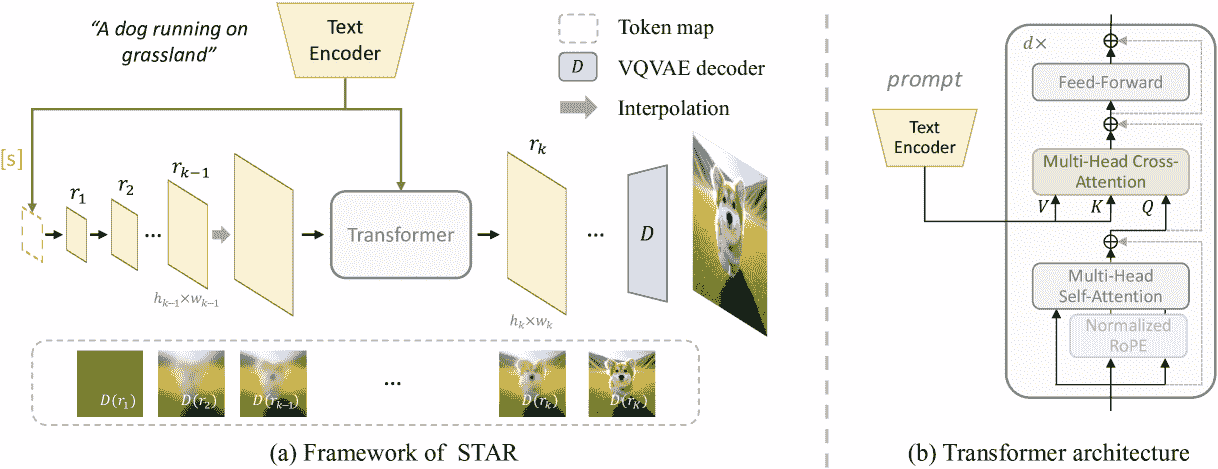 "A dog running on
grassland"
Text
Encoder
Token map
D VQVAE decoder
Interpolation
[s]
r₁
r₂
...
rₖ₋₁
hₖ₋₁×wₖ₋₁
Transformer
rₖ
hₖ×wₖ
...
D
D(r₁)
D(r₂)
D(rₖ₋₁)
...
D(rₖ)
D(r_K)
(a) Framework of STAR
prompt
Text
Encoder
d×
Feed-Forward
Multi-Head Cross-
Attention
V K Q
Multi-Head
Self-Attention
Normalized
RoPE
(b) Transformer architecture